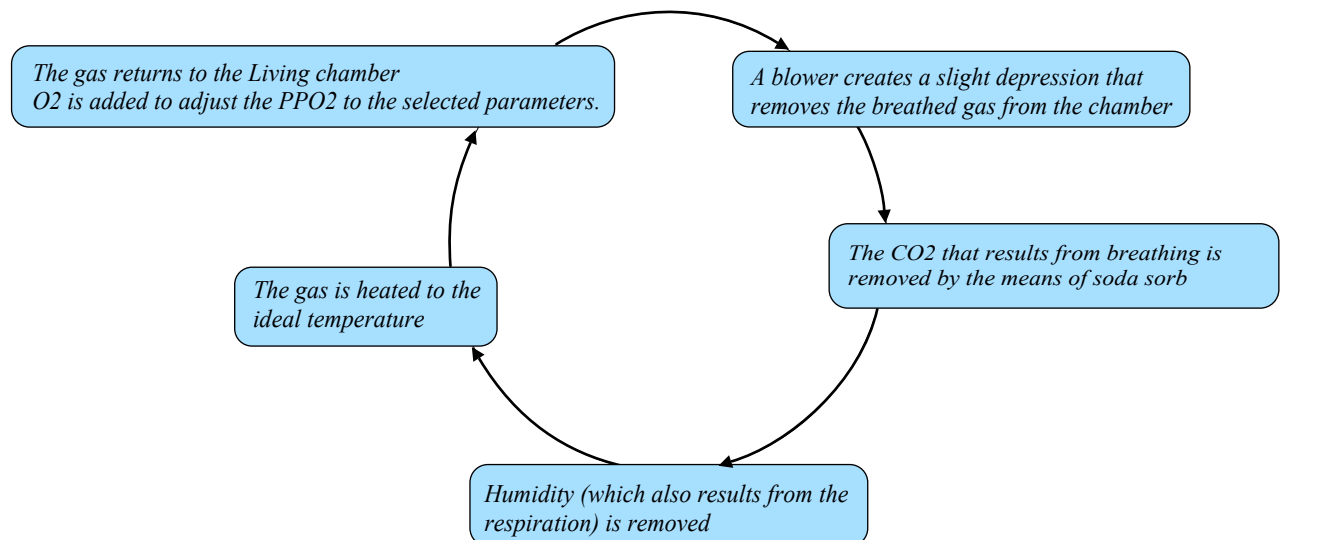 The gas returns to the Living chamber
O2 is added to adjust the PPO2 to the selected parameters.
A blower creates a slight depression that
removes the breathed gas from the chamber
The CO2 that results from breathing is
removed by the means of soda sorb
Humidity (which also results from the
respiration) is removed
The gas is heated to the
ideal temperature